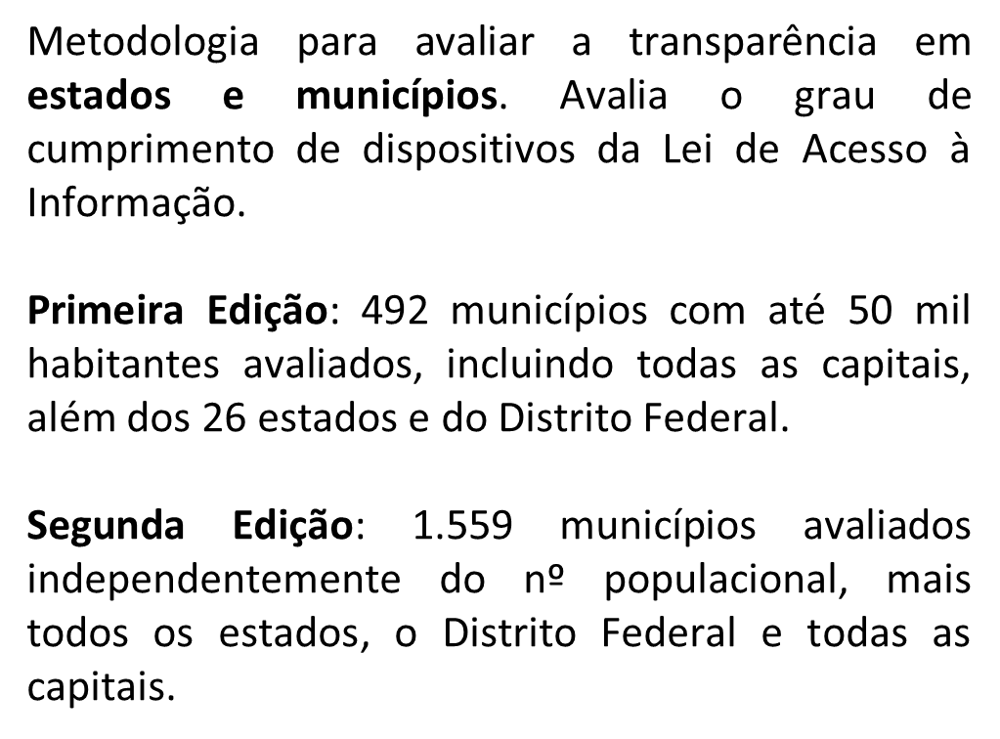 Metodologia para avaliar a transparência em
estados e municípios. Avalia o grau de
cumprimento de dispositivos da Lei de Acesso à
Informação.
Primeira Edição: 492 municípios com até 50 mil
habitantes avaliados, incluindo todas as capitais,
além dos 26 estados e do Distrito Federal.
Segunda Edição: 1.559 municípios avaliados
independentemente do nº populacional, mais
todos os estados, o Distrito Federal e todas as
capitais.